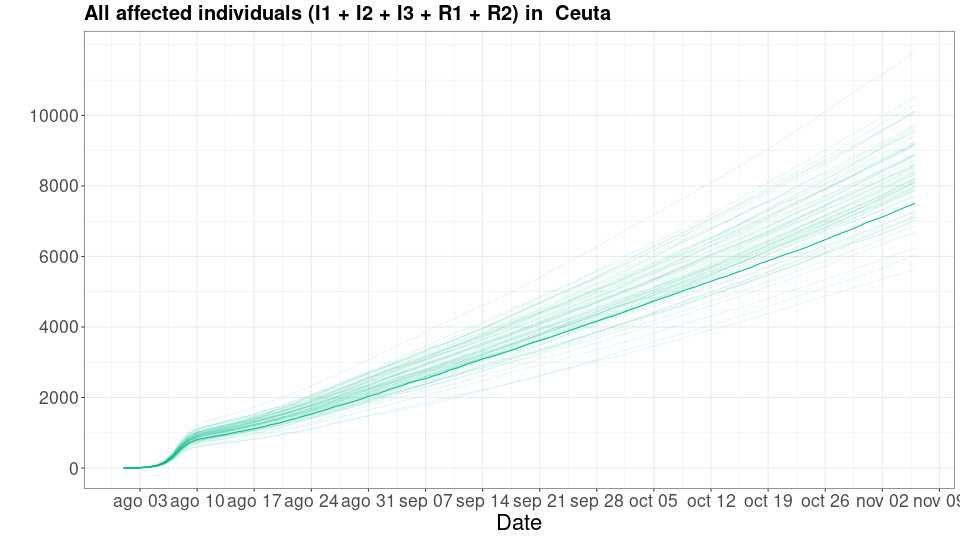 All affected individuals (I1 + I2 + I3 + R1 + R2) in  Ceuta
10000
8000
6000
4000
2000
0
ago 03 ago 10 ago 17 ago 24 ago 31 sep 07 sep 14 sep 21 sep 28 oct 05 oct 12 oct 19 oct 26 nov 02 nov 09
Date